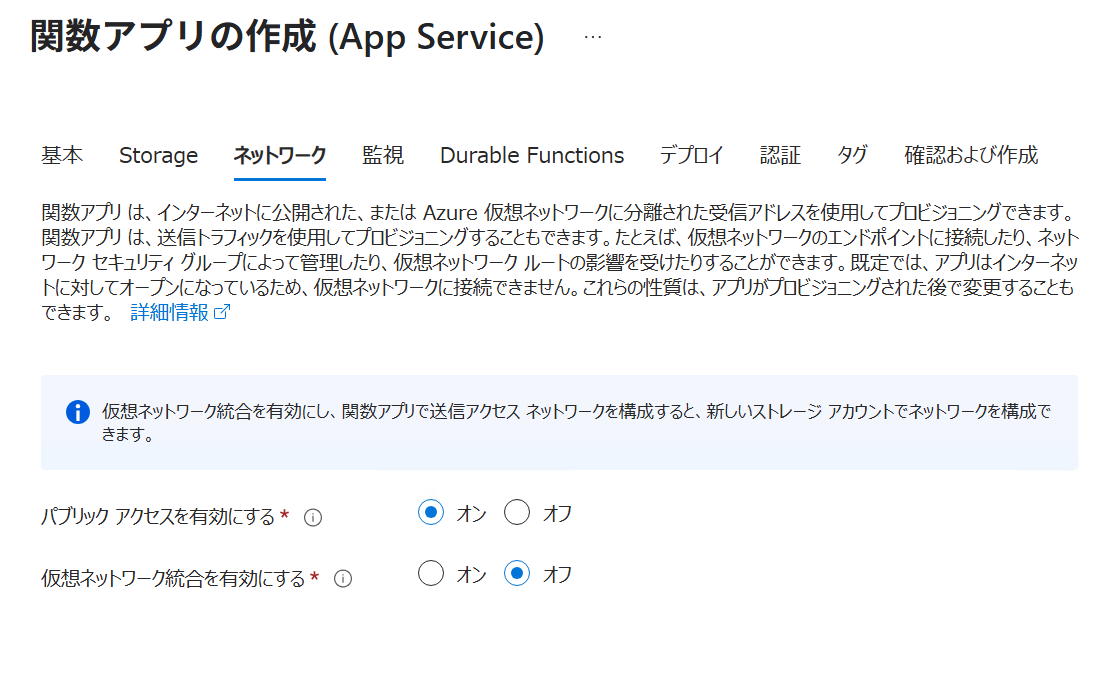 関数アプリの作成 (App Service) …
基本 Storage ネットワーク 監視 Durable Functions デプロイ 認証 タグ 確認および作成
関数アプリ は、インターネットに公開された、または Azure 仮想ネットワークに分離された受信アドレスを使用してプロビジョニングできます。
関数アプリ は、送信トラフィックを使用してプロビジョニングすることもできます。たとえば、仮想ネットワークのエンドポイントに接続したり、ネット
ワーク セキュリティ グループによって管理したり、仮想ネットワーク ルートの影響を受けたりすることができます。既定では、アプリはインターネッ
トに対してオープンになっているため、仮想ネットワークに接続できません。これらの性質は、アプリがプロビジョニングされた後で変更することも
できます。 詳細情報
仮想ネットワーク統合を有効にし、関数アプリで送信アクセス ネットワークを構成すると、新しいストレージ アカウントでネットワークを構成で
きます。
パブリック アクセスを有効にする * オン オフ
仮想ネットワーク統合を有効にする * オン オフ